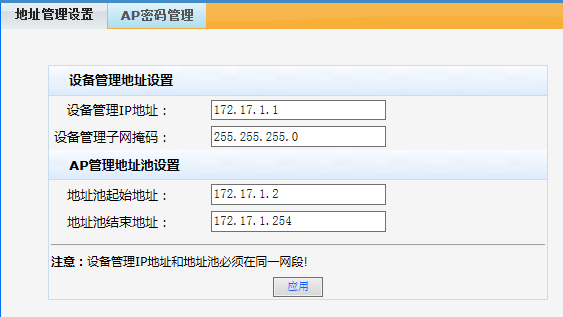 地址管理设置 AP密码管理
设备管理地址设置
设备管理IP地址： 172.17.1.1
设备管理子网掩码： 255.255.255.0
AP管理地址池设置
地址池起始地址： 172.17.1.2
地址池结束地址： 172.17.1.254
注意：设备管理IP地址和地址池必须在同一网段!
应用